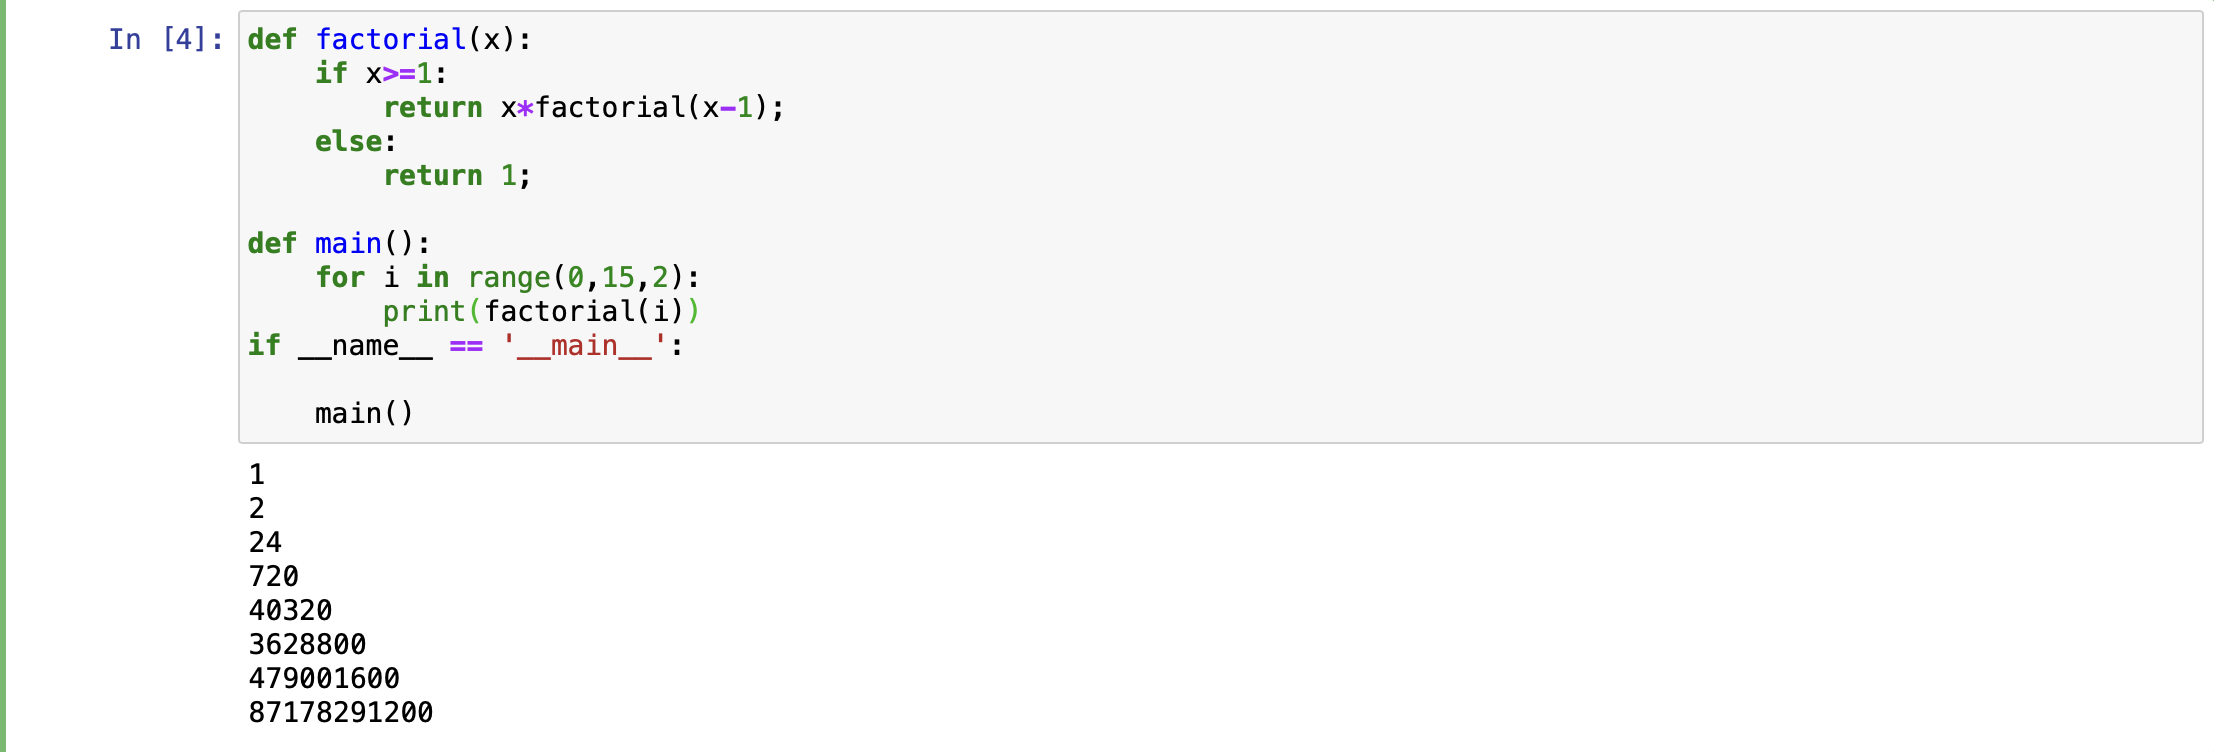 In [4]: def factorial(x):
    if x>=1:
        return x*factorial(x-1);
    else:
        return 1;

def main():
    for i in range(0,15,2):
        print(factorial(i))
if __name__ == '__main__':

    main()
1
2
24
720
40320
3628800
479001600
87178291200